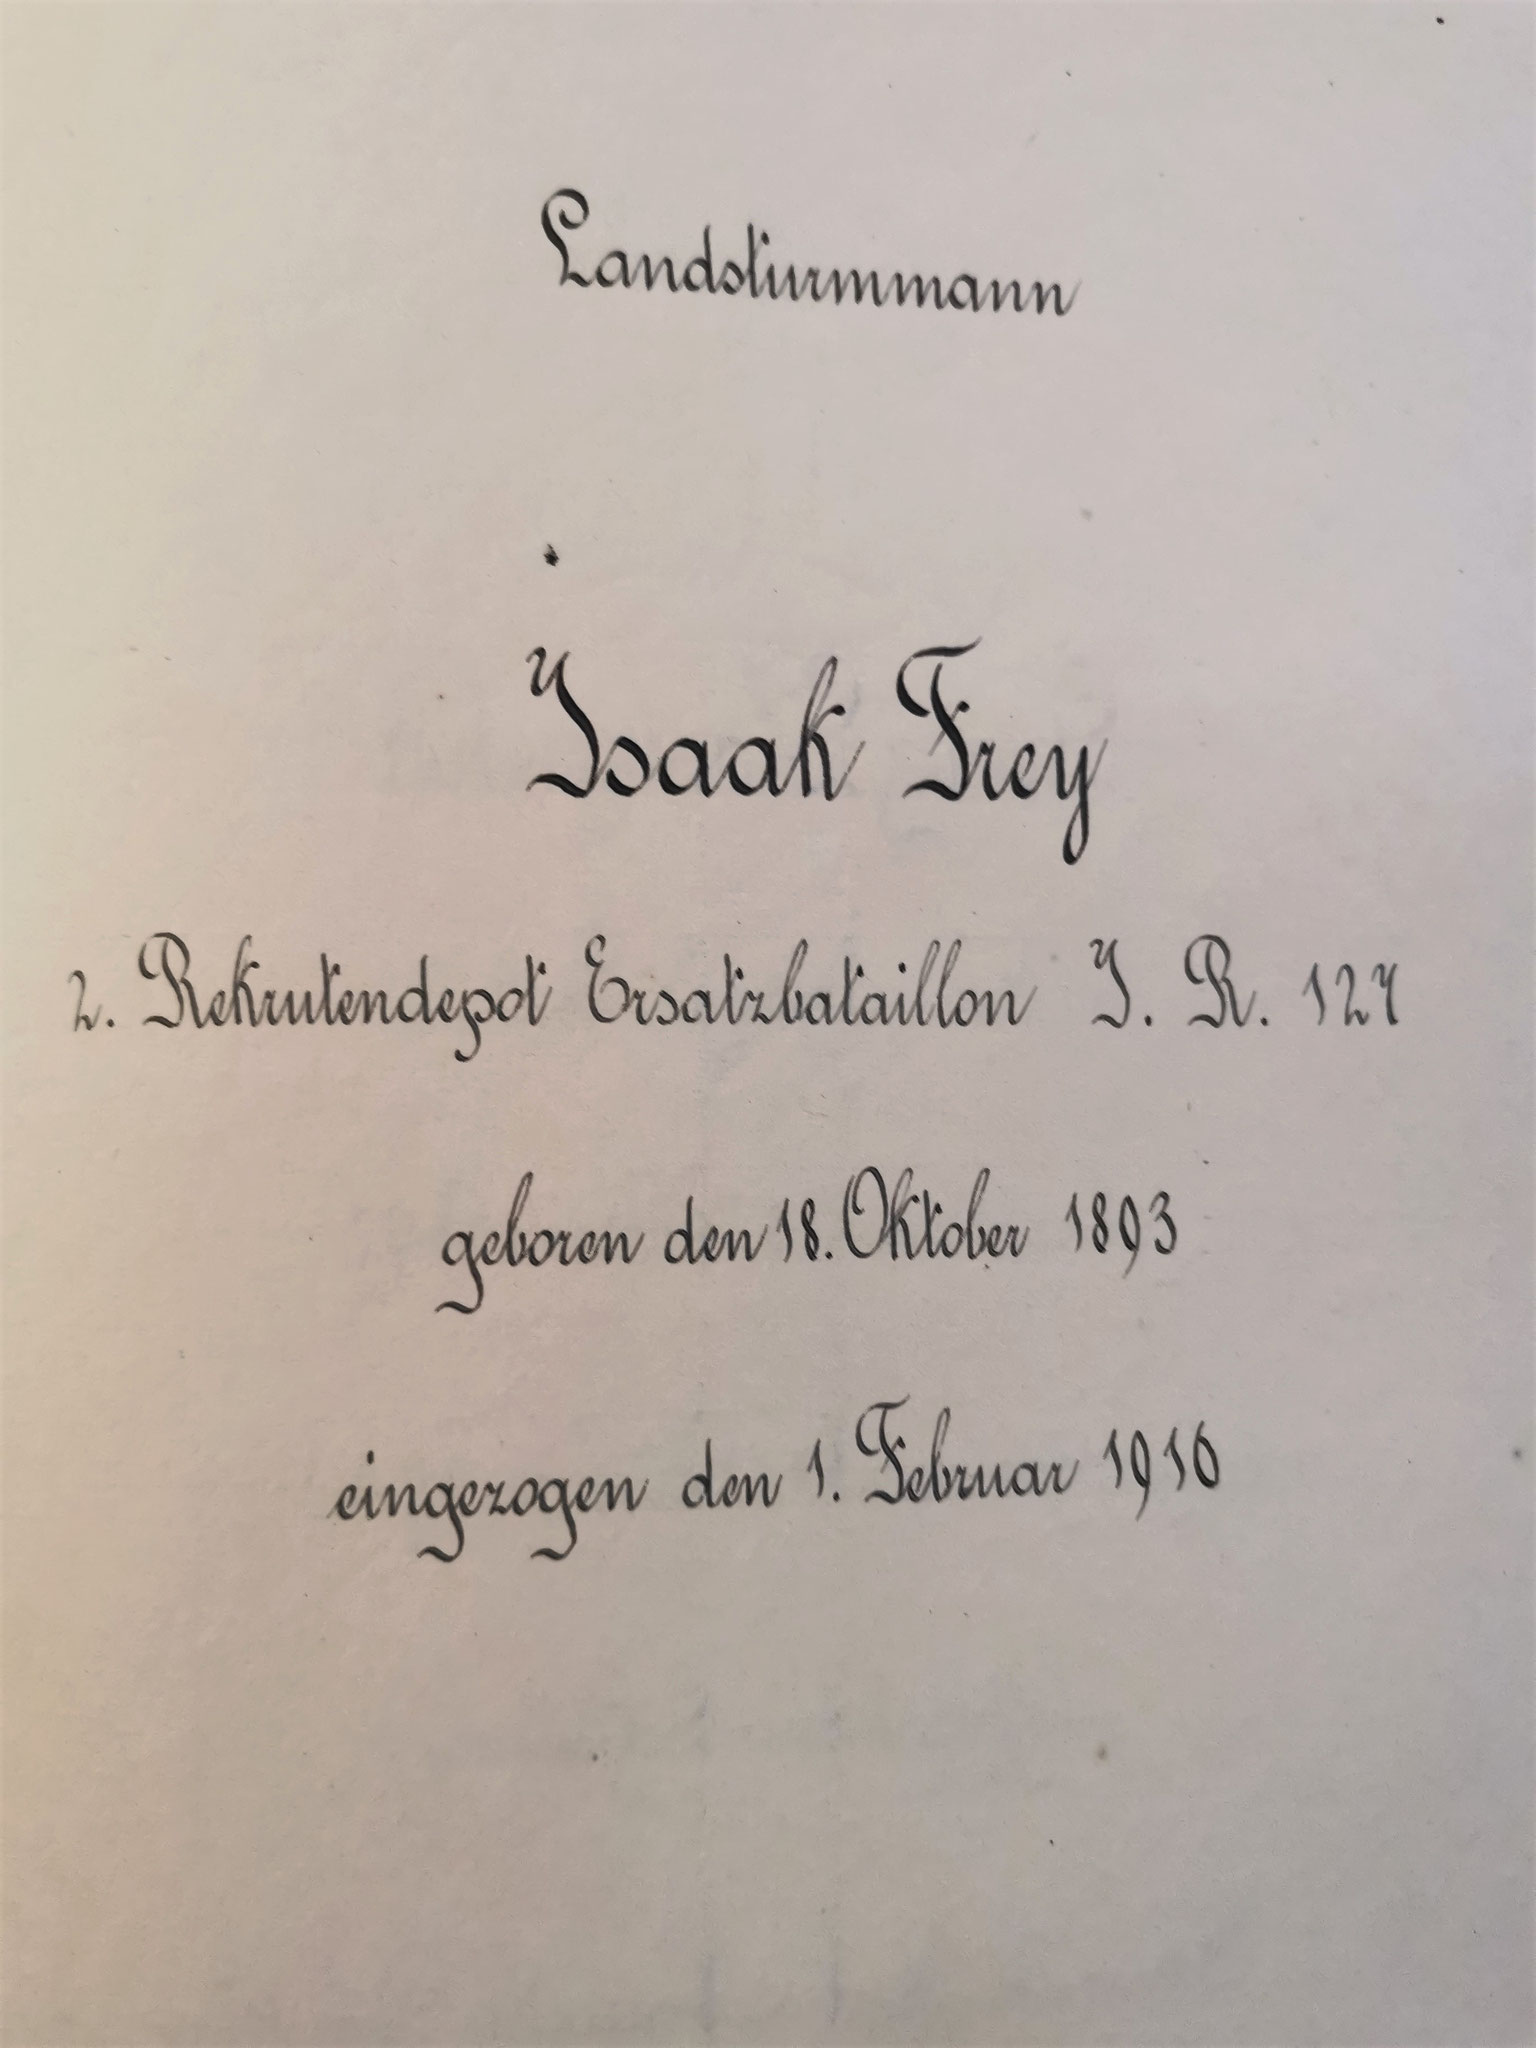 Landsturmmann
Isaak Frey
2. Rekrutendepot Ersatzbataillon I. R. 127
geboren den 18. Oktober 1893
eingezogen den 1. Februar 1916